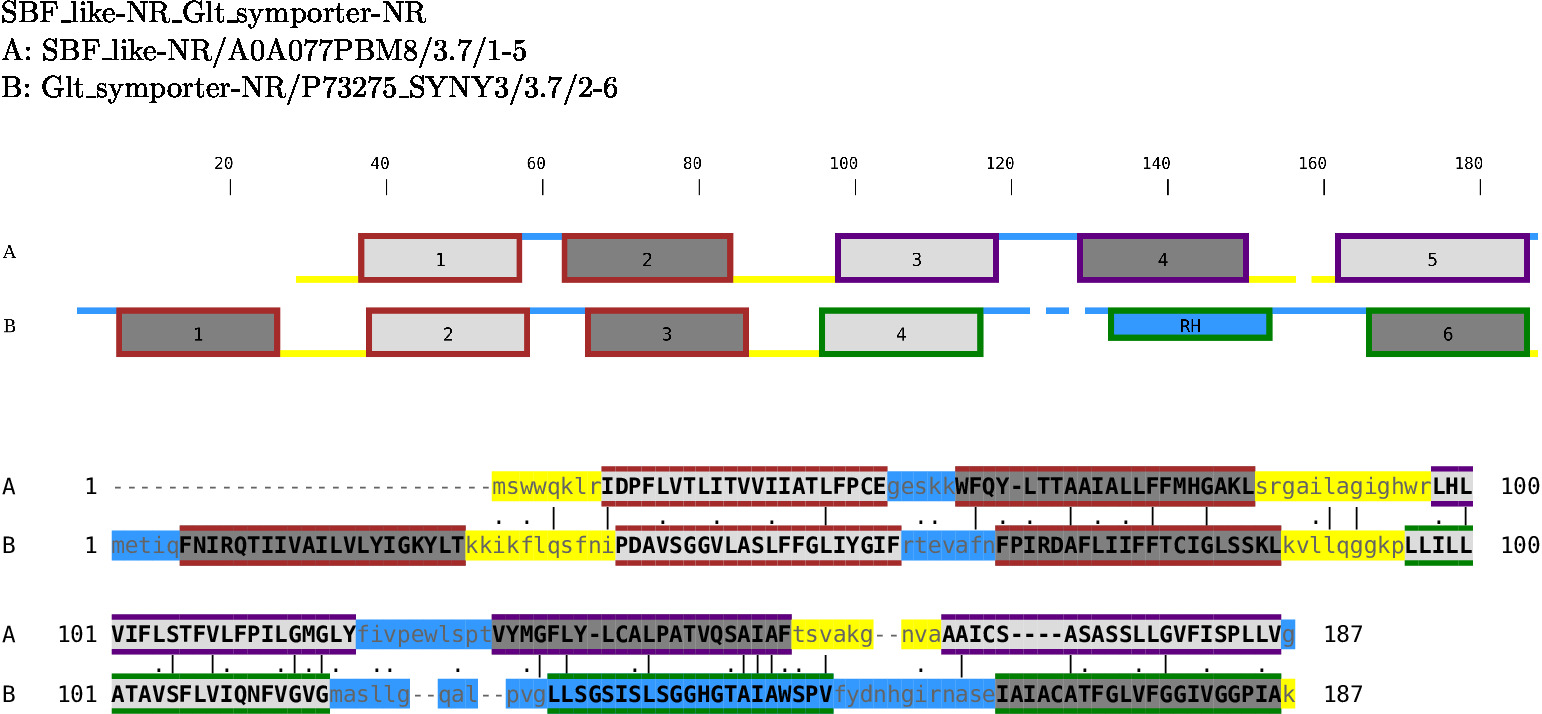 SBF_like-NR_Glt_symporter-NR
A: SBF_like-NR/A0A077PBM8/3.7/1-5
B: Glt_symporter-NR/P73275_SYNY3/3.7/2-6
20 40 60 80 100 120 140 160 180
A 1 2 3 4 5
B 1 2 3 4 RH 6
A 1 ----------------------------mswwqklrIDPFLVTLITVVIIATLFPCEgeskkWFQY-LTTAAIALLFFMHGAKLsrgailagighwrLHL 100
B 1 metiqFNIRQTIIVAILVLYIGKYLTkkikflqsfniPDAVSGGVLASLFFGLIYGIFrtevafnFPIRDAFLIIFFTCIGLSSKLkvllqggkpLLILL 100
A 101 VIFLSTFVLFPILGMGLYfivpewlsptVYMGFLY-LCALPATVQSAIAFtsvakg--nvaAAICS----ASASSLLGVFISPLLVg 187
B 101 ATAVSFLVIQNFVGVGmasllg--qal--pvgLLSGSISLSGGHGTAIAWSPVfydnhgirnaseIAIACATFGLVFGGIVGGPIAk 187